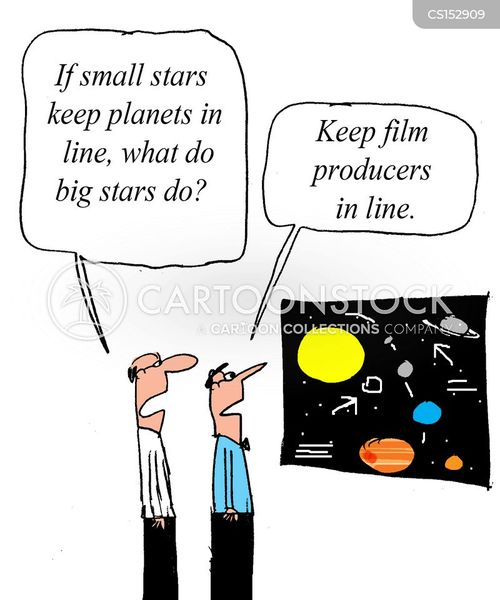 CS152909
If small stars
keep planets in
line, what do
big stars do?
Keep film
producers
in line.
CARTOONSTOCK
A CARTOON COLLECTIONS COMPANY